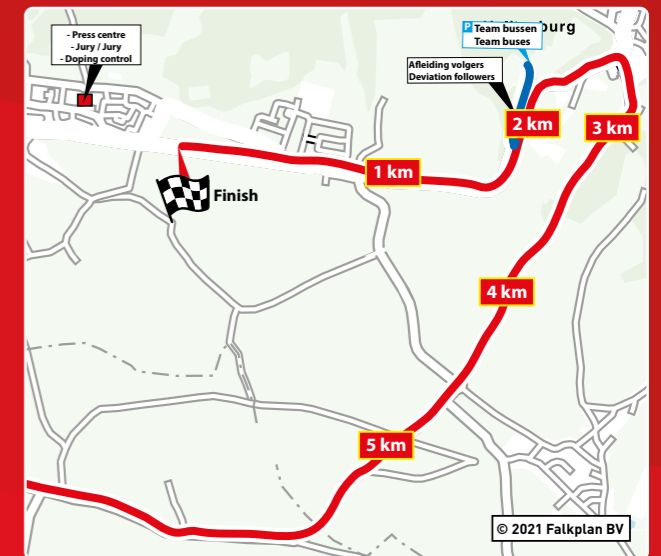 - Press centre
- Jury / Jury
- Doping control
P Team bussen
Team buses
Afleiding volgers
Deviation followers
2 km
3 km
1 km
Finish
4 km
5 km
© 2021 Falkplan BV